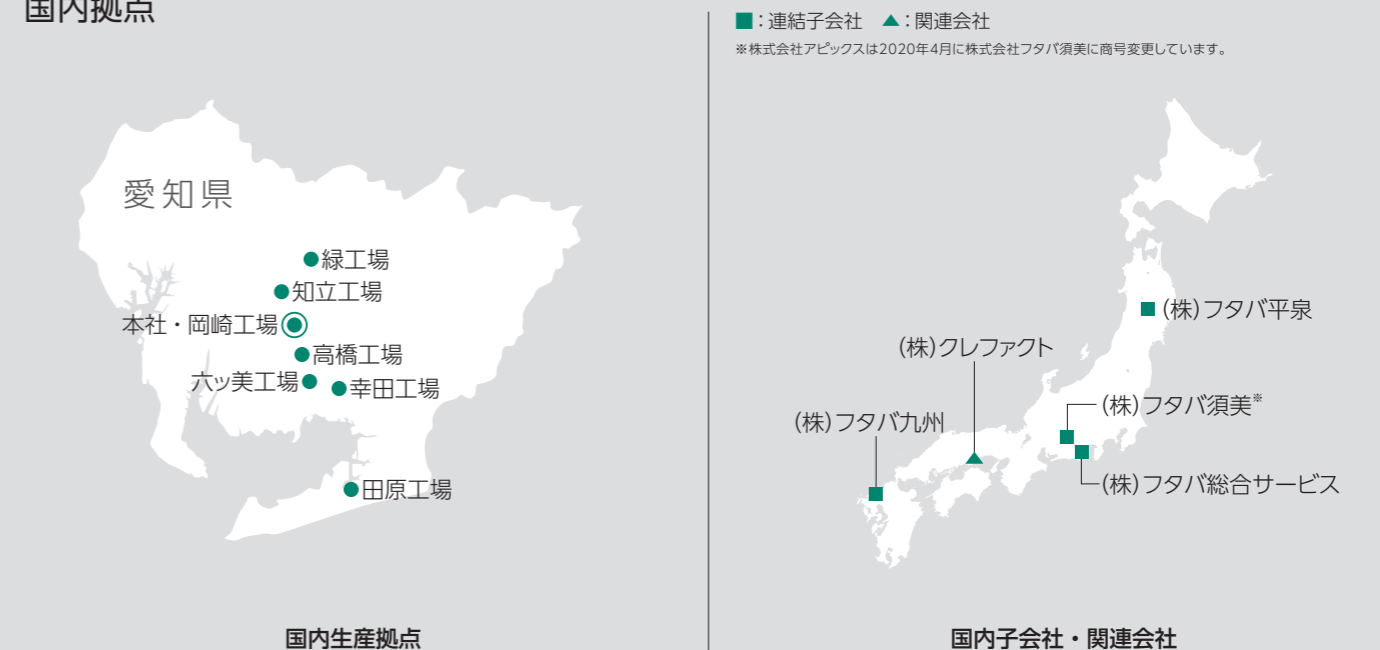 国内拠点
愛知県
緑工場
知立工場
本社・岡崎工場
高橋工場
六ッ美工場
幸田工場
田原工場
国内生産拠点
■：連結子会社 ▲：関連会社
※株式会社アピックスは2020年4月に株式会社フタバ須美に商号変更しています。
(株)フタバ平泉
(株)クレファクト
(株)フタバ須美※
(株)フタバ九州
(株)フタバ総合サービス
国内子会社・関連会社